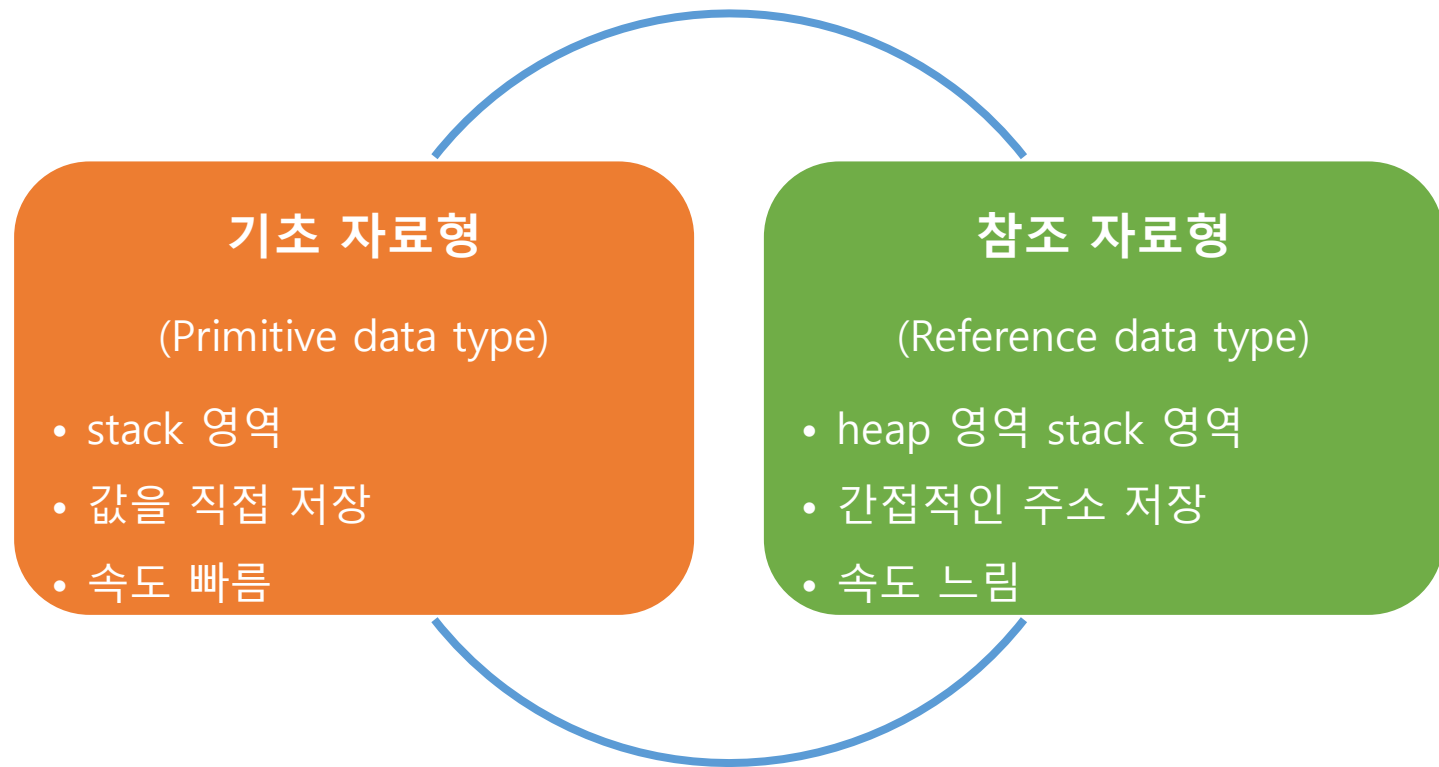 기초 자료형
(Primitive data type)
• stack 영역
• 값을 직접 저장
• 속도 빠름
참조 자료형
(Reference data type)
• heap 영역 stack 영역
• 간접적인 주소 저장
• 속도 느림